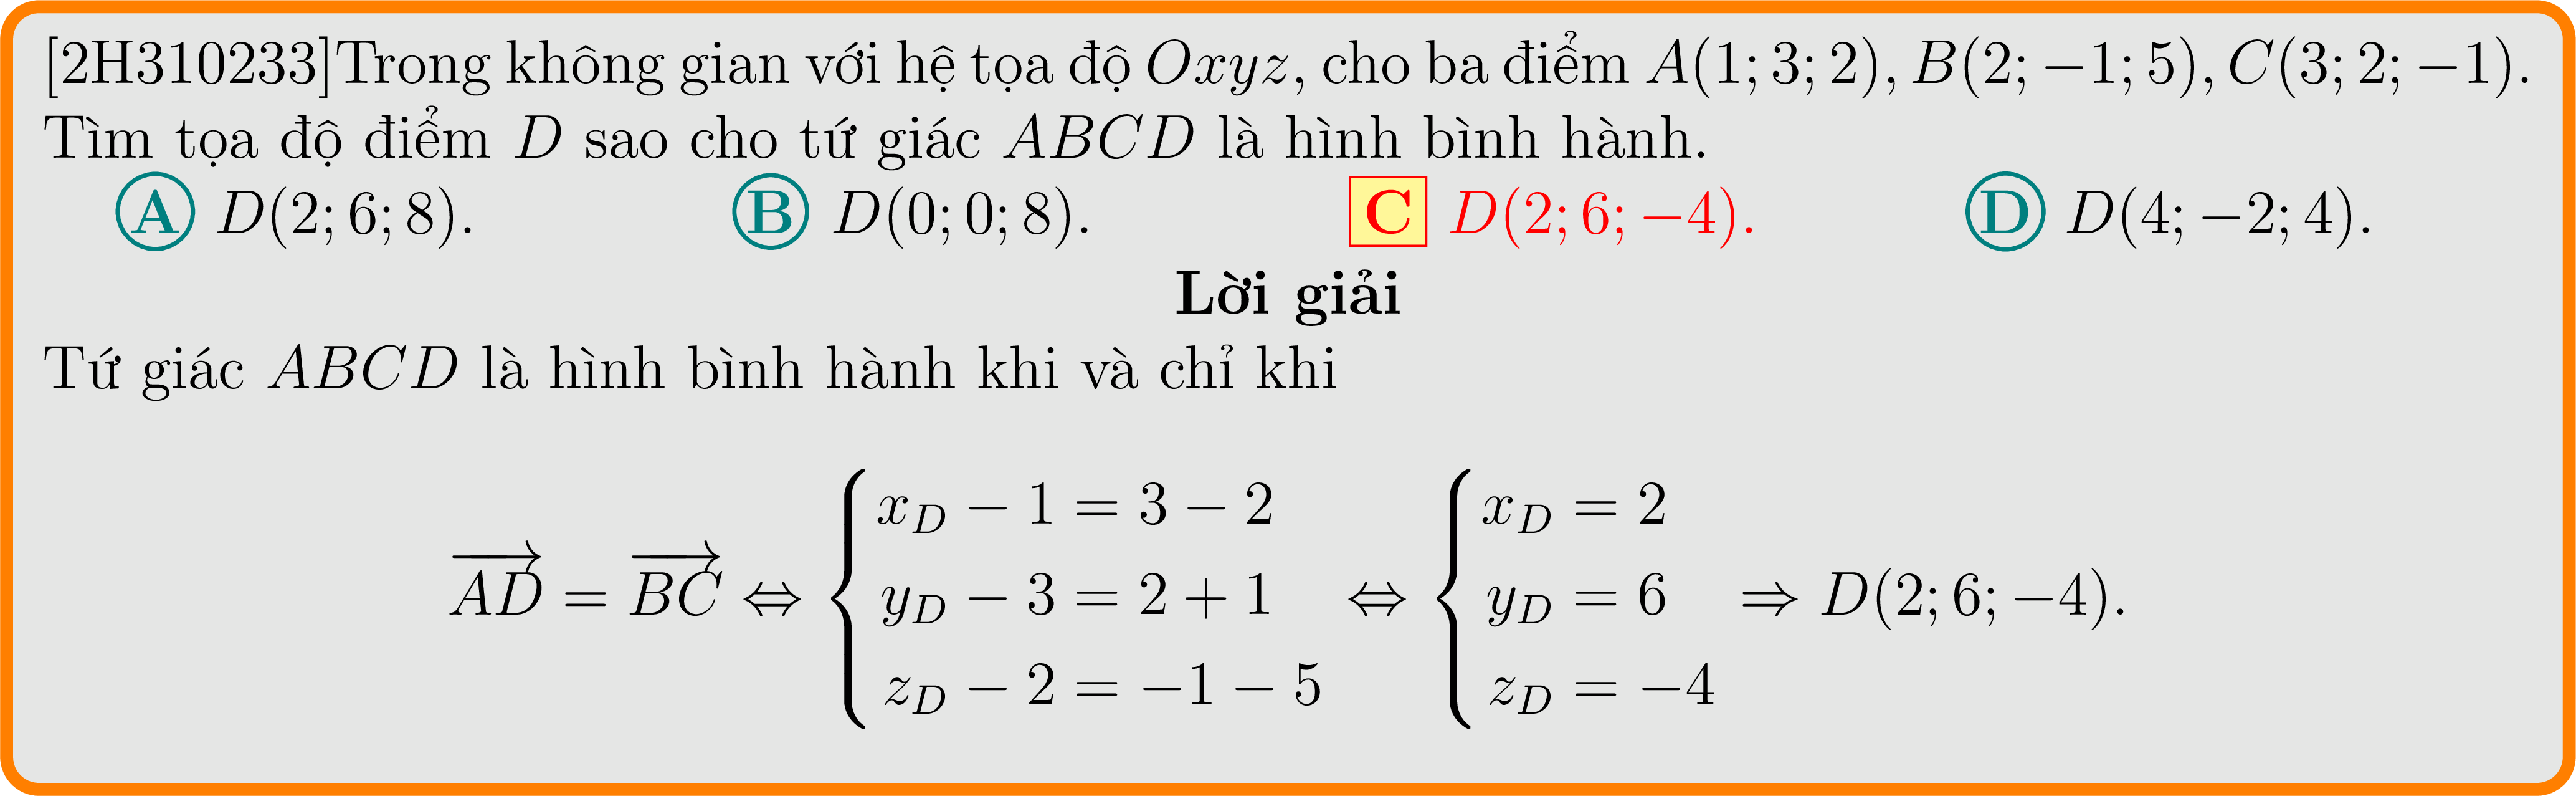 [2H310233]Trong không gian với hệ tọa độ Oxyz, cho ba điểm A(1; 3; 2), B(2; −1; 5), C(3; 2; −1).
Tìm tọa độ điểm D sao cho tứ giác ABCD là hình bình hành.
A D(2; 6; 8). B D(0; 0; 8). C D(2; 6; −4). D D(4; −2; 4).
Lời giải
Tứ giác ABCD là hình bình hành khi và chỉ khi
$\overrightarrow{AD} = \overrightarrow{BC} \Leftrightarrow \begin{cases} x_D - 1 = 3 - 2 \\ y_D - 3 = 2 + 1 \\ z_D - 2 = -1 - 5 \end{cases} \Leftrightarrow \begin{cases} x_D = 2 \\ y_D = 6 \\ z_D = -4 \end{cases} \Rightarrow D(2; 6; -4).$